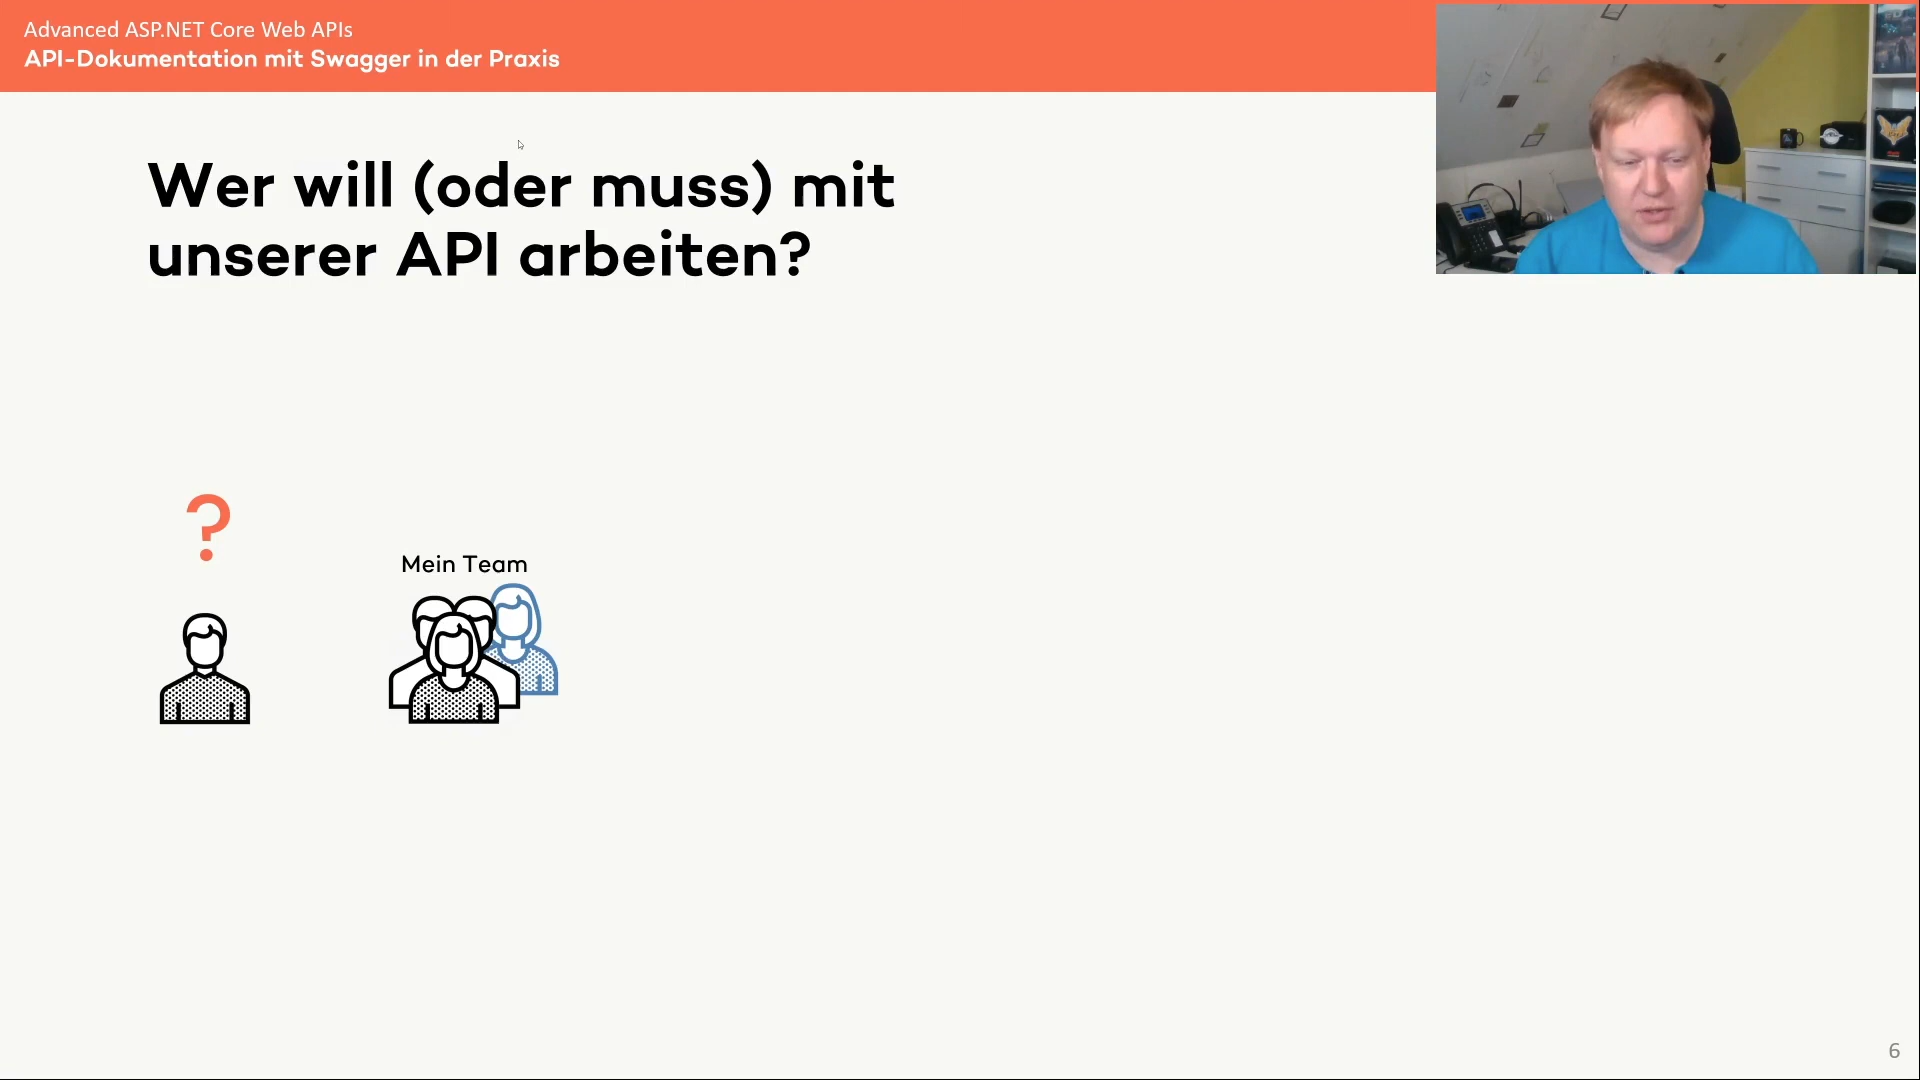 Advanced ASP.NET Core Web APIs
API-Dokumentation mit Swagger in der Praxis
Wer will (oder muss) mit
unserer API arbeiten?
?
Mein Team
6